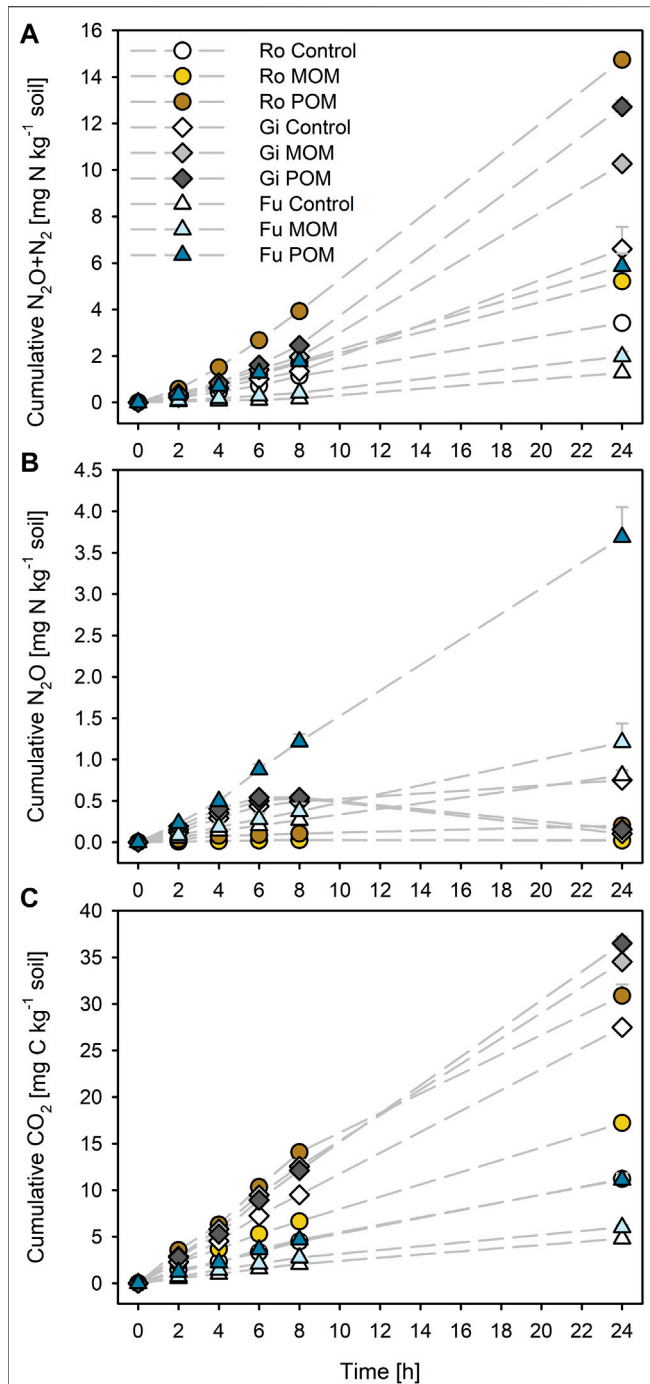 A
Cumulative N₂O+N₂ [mg N kg⁻¹ soil]
16
14
12
10
8
6
4
2
0
Ro Control
Ro MOM
Ro POM
Gi Control
Gi MOM
Gi POM
Fu Control
Fu MOM
Fu POM
0 2 4 6 8 10 12 14 16 18 20 22 24
B
Cumulative N₂O [mg N kg⁻¹ soil]
4.5
4.0
3.5
3.0
2.5
2.0
1.5
1.0
0.5
0.0
0 2 4 6 8 10 12 14 16 18 20 22 24
C
Cumulative CO₂ [mg C kg⁻¹ soil]
40
35
30
25
20
15
10
5
0
0 2 4 6 8 10 12 14 16 18 20 22 24
Time [h]